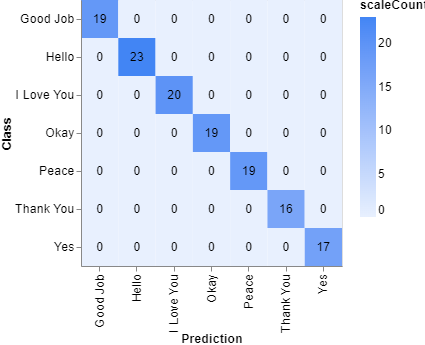 scaleCount
Good Job 19 0 0 0 0 0 0
Hello 0 23 0 0 0 0 0
I Love You 0 0 20 0 0 0 0
Okay 0 0 0 19 0 0 0
Peace 0 0 0 0 19 0 0
Thank You 0 0 0 0 0 16 0
Yes 0 0 0 0 0 0 17
Class
Good Job Hello I Love You Okay Peace Thank You Yes
Prediction
20
15
10
5
0